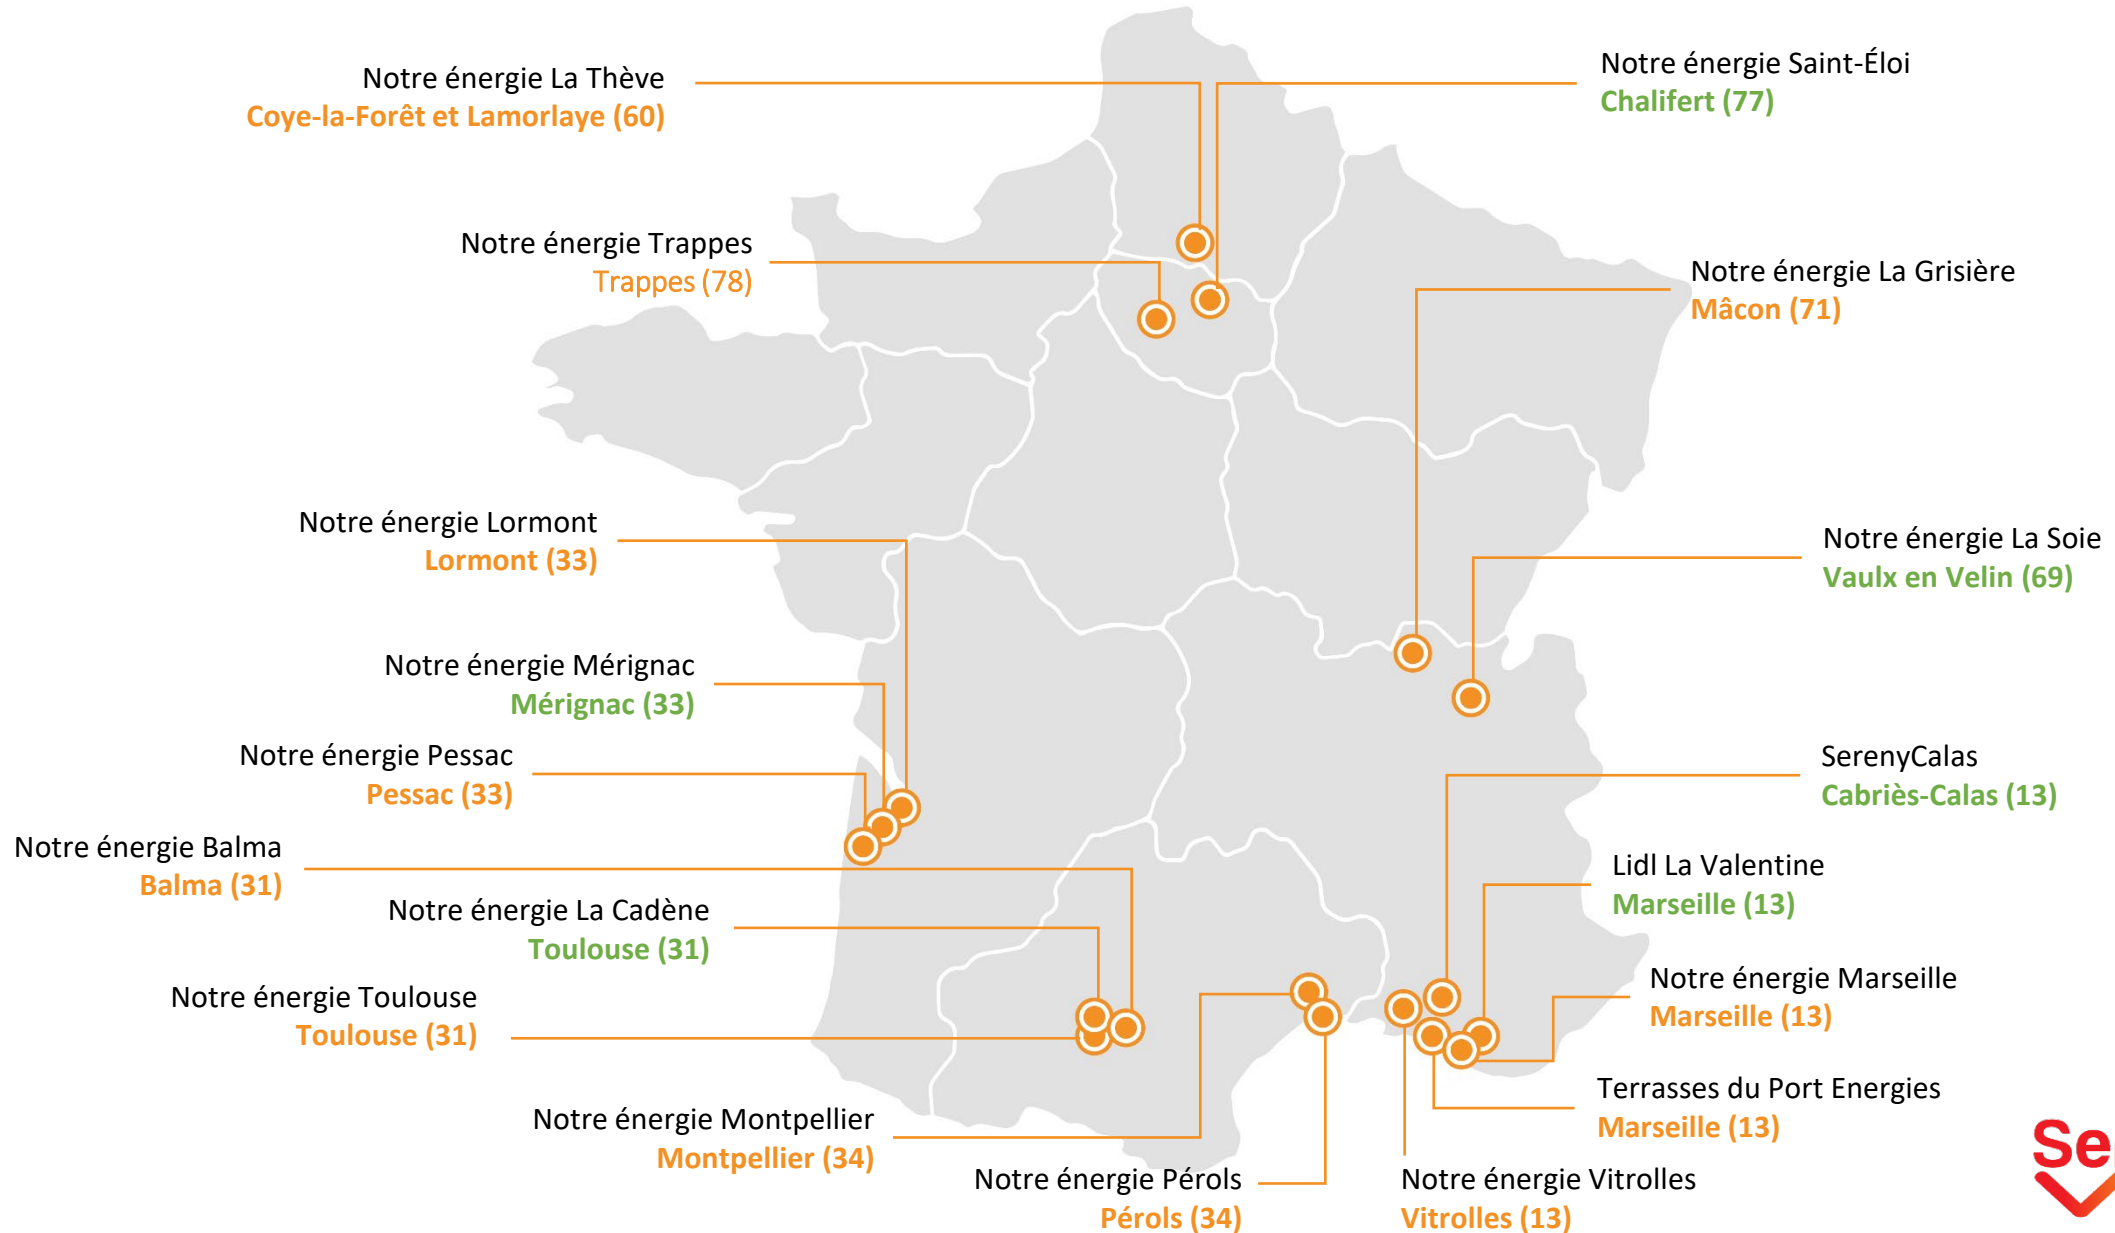 Notre énergie La Thève
Coye-la-Forêt et Lamorlaye (60)
Notre énergie Saint-Éloi
Chalifert (77)
Notre énergie Trappes
Trappes (78)
Notre énergie La Grisière
Mâcon (71)
Notre énergie Lormont
Lormont (33)
Notre énergie La Soie
Vaulx en Velin (69)
Notre énergie Mérignac
Mérignac (33)
Notre énergie Pessac
Pessac (33)
SerenyCalas
Cabriès-Calas (13)
Notre énergie Balma
Balma (31)
Lidl La Valentine
Marseille (13)
Notre énergie La Cadène
Toulouse (31)
Notre énergie Marseille
Marseille (13)
Notre énergie Toulouse
Toulouse (31)
Terrasses du Port Energies
Marseille (13)
Notre énergie Montpellier
Montpellier (34)
Notre énergie Pérols
Pérols (34)
Notre énergie Vitrolles
Vitrolles (13)